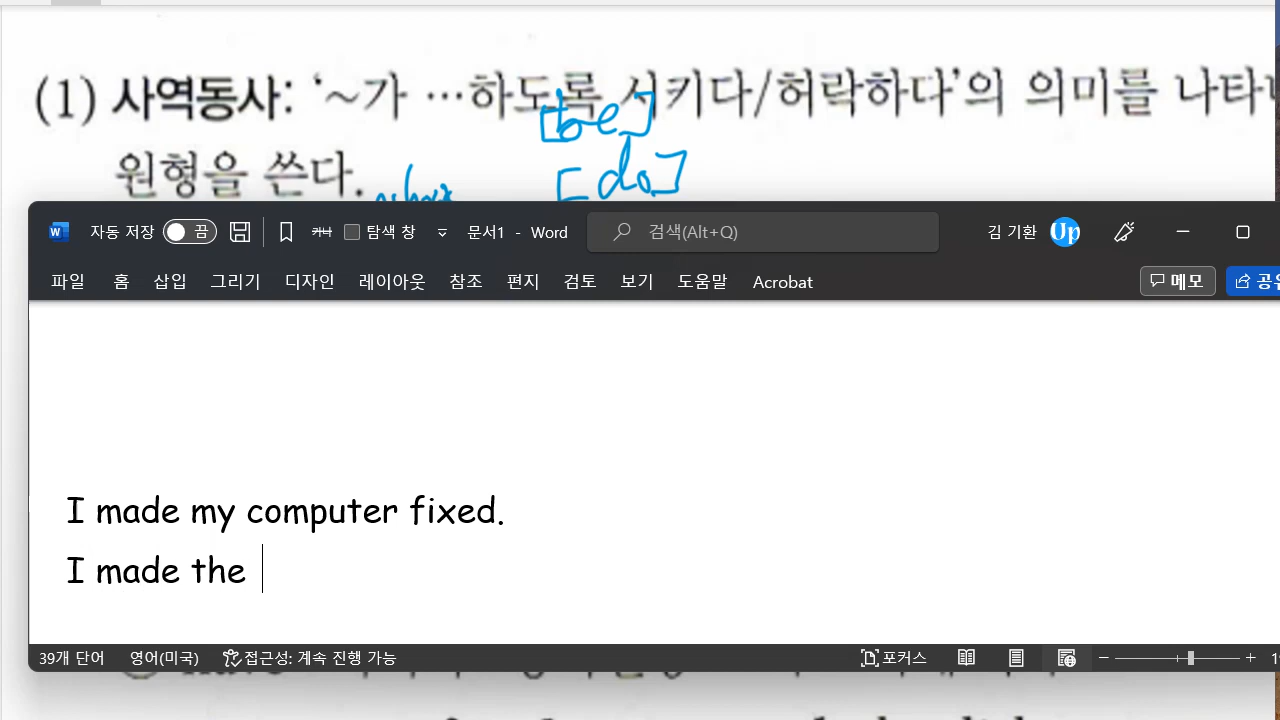 (1) 사역동사: ‘~가 …하도록 시키다/허락하다’의 의미를 나타
[be]
원형을 쓴다.
[do]
자동 저장 끔 가나 탐색 창 문서1 - Word 검색(Alt+Q) 김 기환 Up
파일 홈 삽입 그리기 디자인 레이아웃 참조 편지 검토 보기 도움말 Acrobat 메모
I made my computer fixed.
I made the
39개 단어 영어(미국) 접근성: 계속 진행 가능 포커스